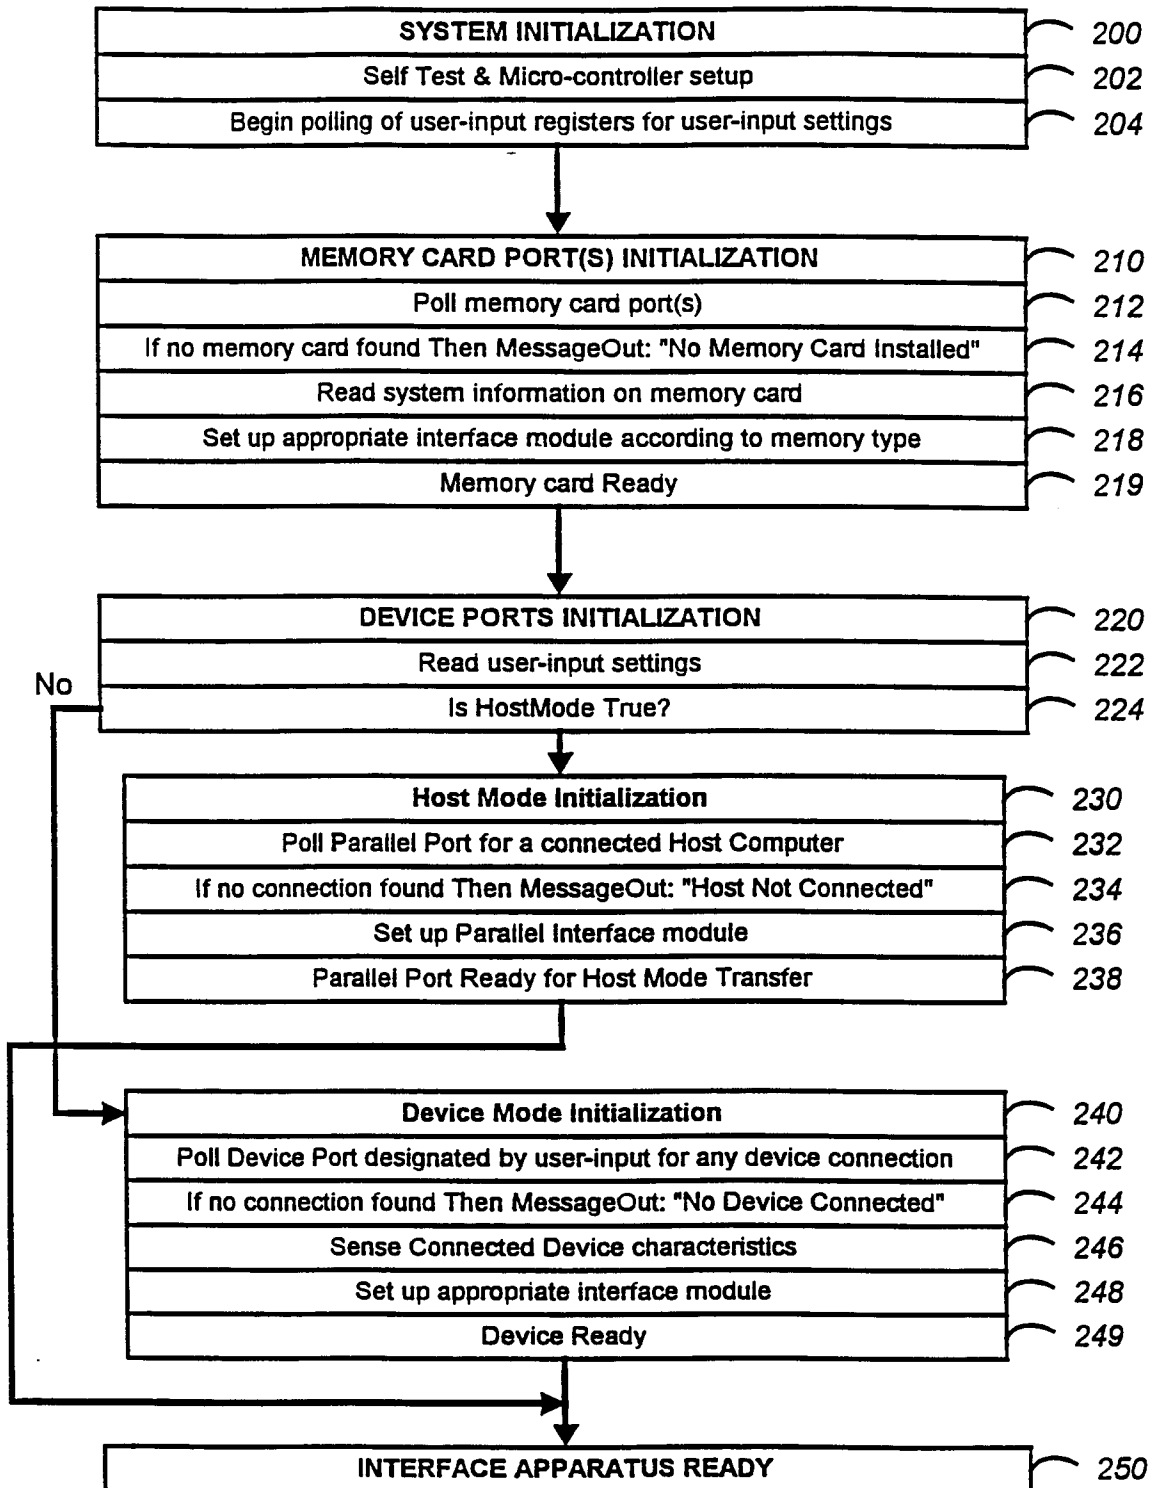 SYSTEM INITIALIZATION 200
Self Test & Micro-controller setup 202
Begin polling of user-input registers for user-input settings 204
MEMORY CARD PORT(S) INITIALIZATION 210
Poll memory card port(s) 212
If no memory card found Then MessageOut: "No Memory Card Installed" 214
Read system information on memory card 216
Set up appropriate interface module according to memory type 218
Memory card Ready 219
DEVICE PORTS INITIALIZATION 220
Read user-input settings 222
No
Is HostMode True? 224
Host Mode Initialization 230
Poll Parallel Port for a connected Host Computer 232
If no connection found Then MessageOut: "Host Not Connected" 234
Set up Parallel Interface module 236
Parallel Port Ready for Host Mode Transfer 238
Device Mode Initialization 240
Poll Device Port designated by user-input for any device connection 242
If no connection found Then MessageOut: "No Device Connected" 244
Sense Connected Device characteristics 246
Set up appropriate interface module 248
Device Ready 249
INTERFACE APPARATUS READY 250